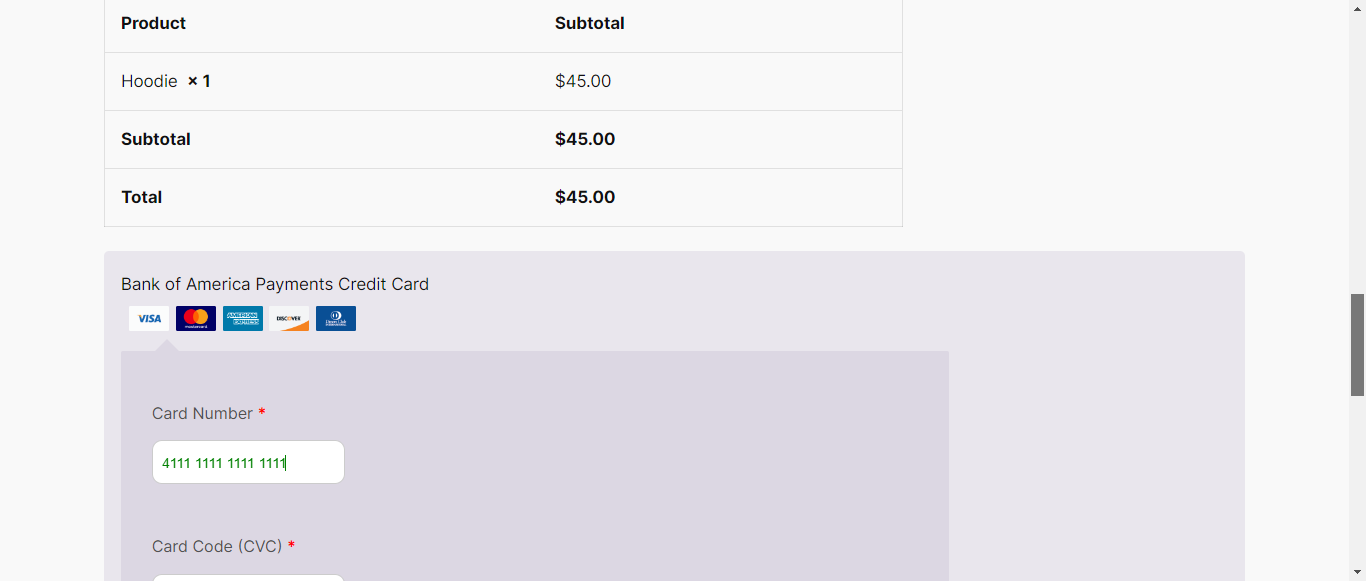 Product Subtotal
Hoodie × 1 $45.00
Subtotal $45.00
Total $45.00
Bank of America Payments Credit Card
VISA mastercard AMERICAN EXPRESS DISCOVER Diners Club INTERNATIONAL
Card Number *
4111 1111 1111 1111
Card Code (CVC) *